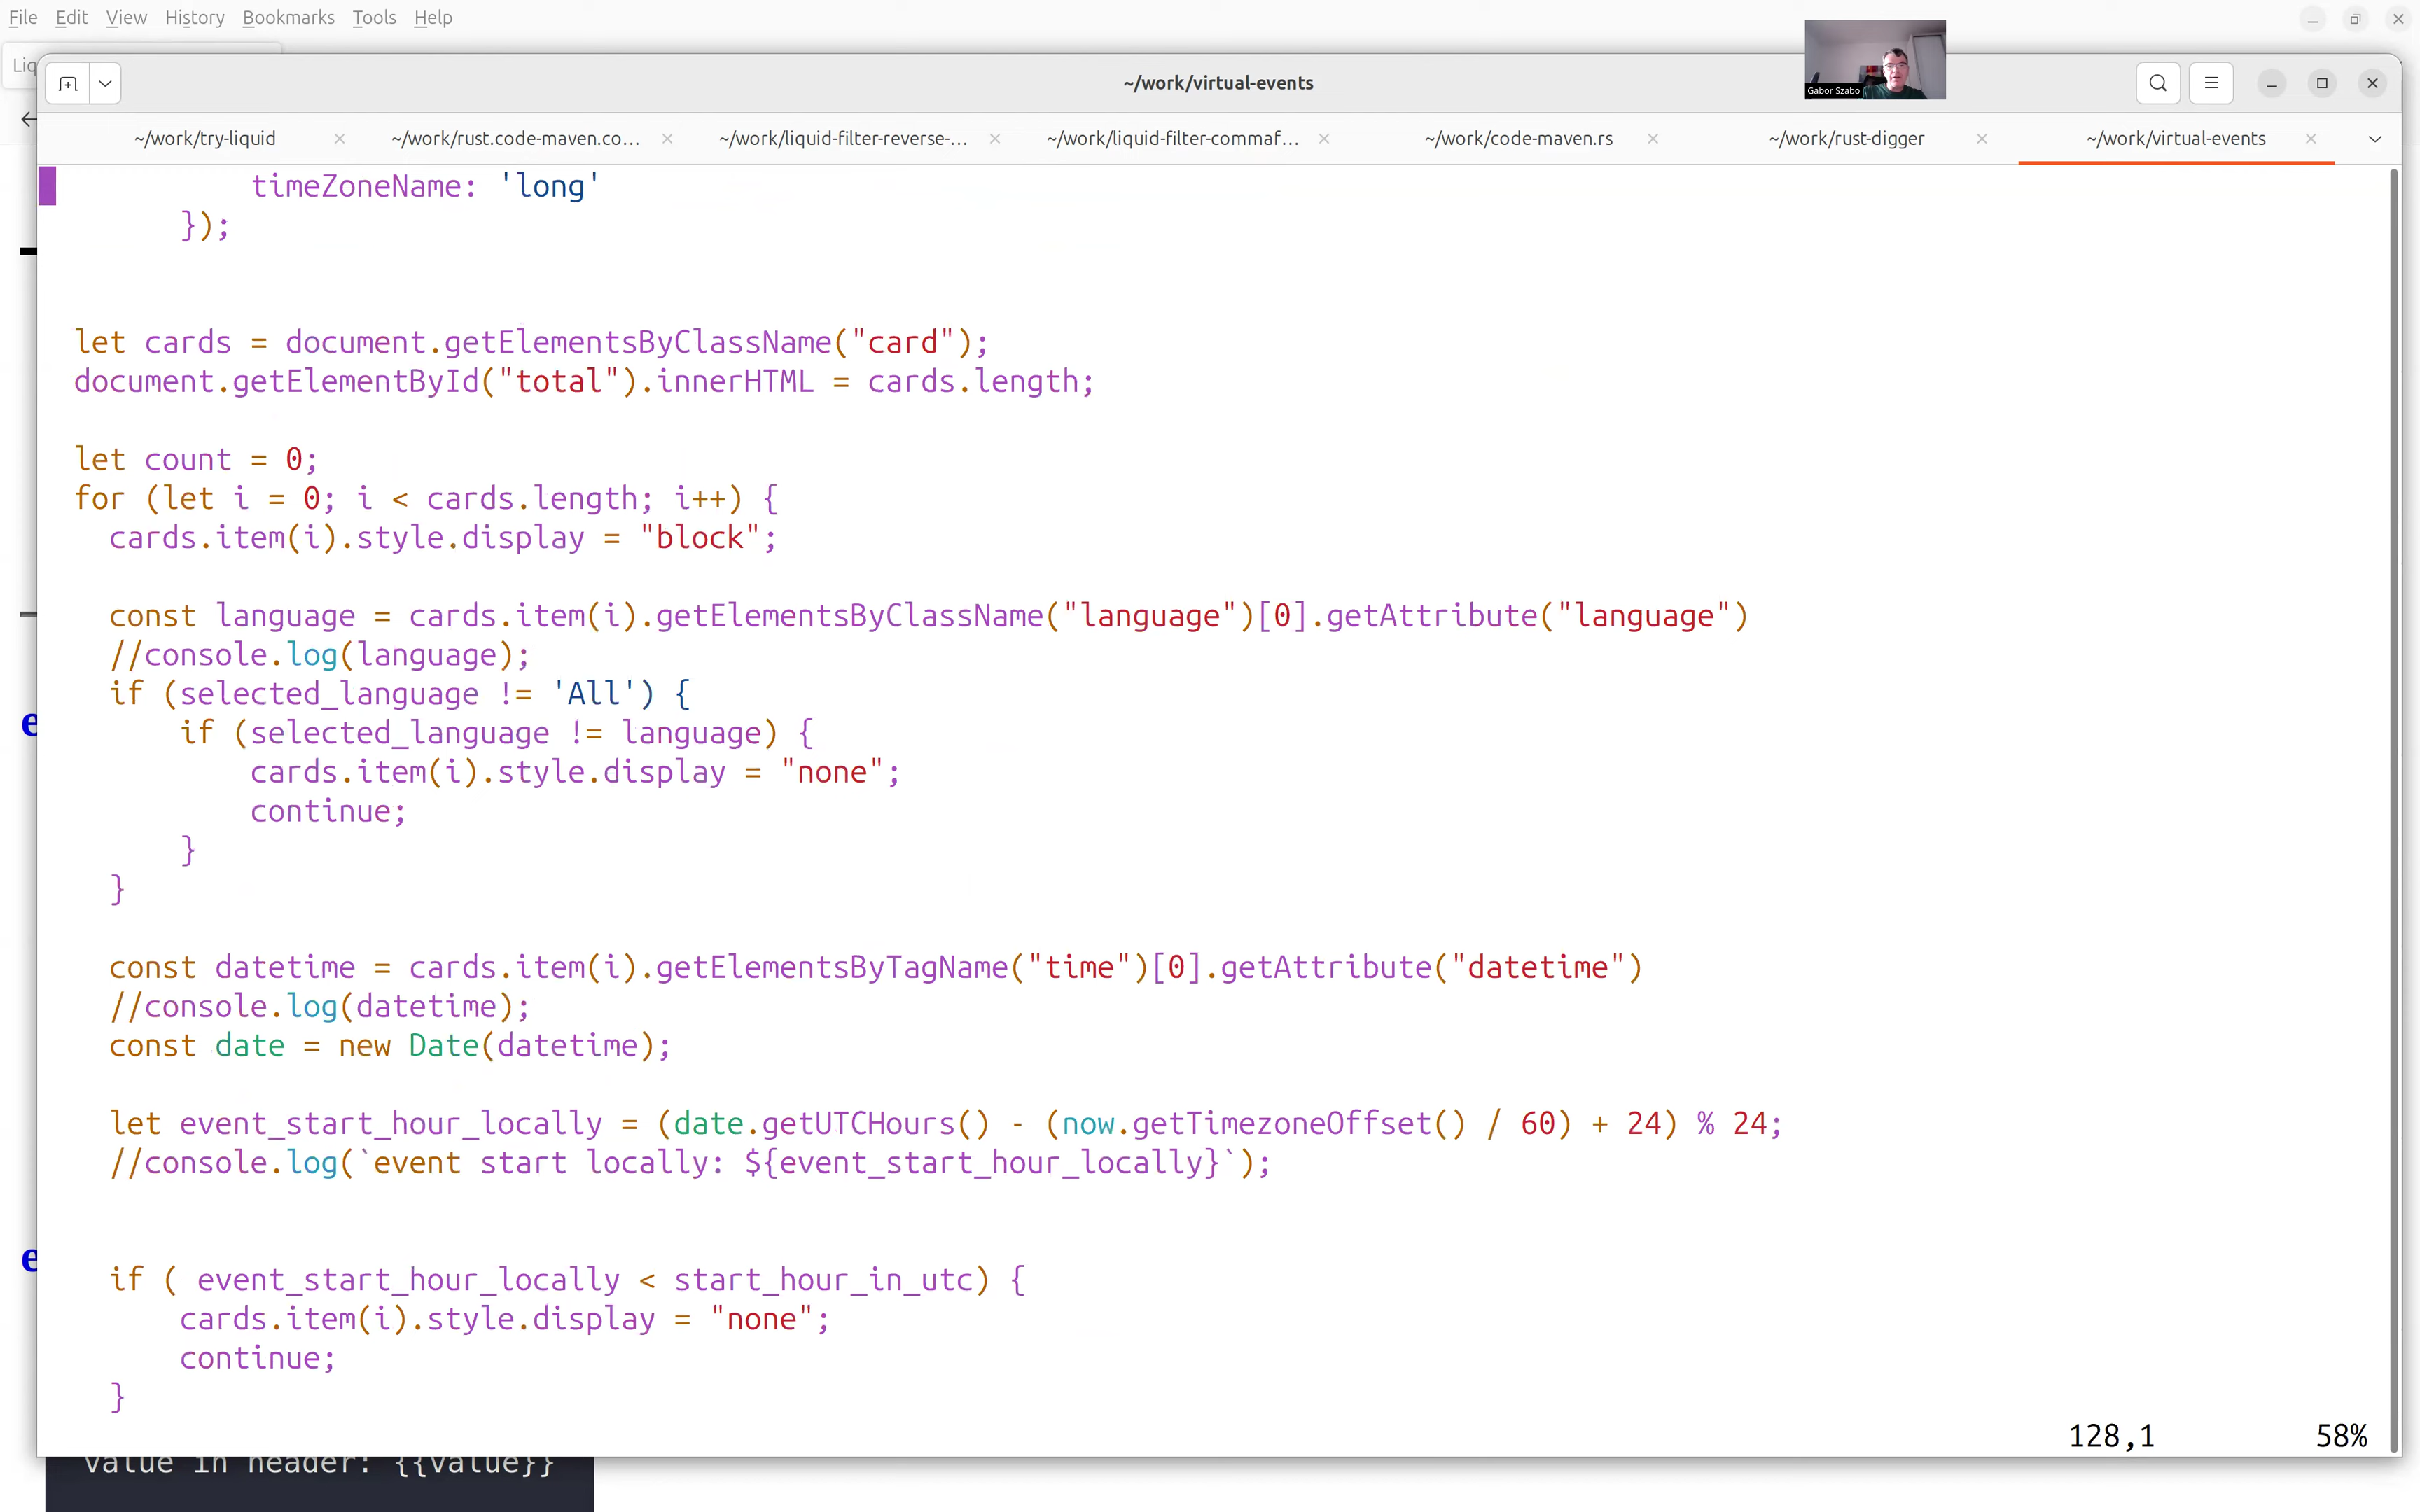 File Edit View History Bookmarks Tools Help
Liq
~/work/virtual-events
Gabor Szabo
~/work/try-liquid ~/work/rust.code-maven.co... ~/work/liquid-filter-reverse-... ~/work/liquid-filter-commaf... ~/work/code-maven.rs ~/work/rust-digger ~/work/virtual-events
timeZoneName: 'long'
});
let cards = document.getElementsByClassName("card");
document.getElementById("total").innerHTML = cards.length;
let count = 0;
for (let i = 0; i < cards.length; i++) {
cards.item(i).style.display = "block";
const language = cards.item(i).getElementsByClassName("language")[0].getAttribute("language")
//console.log(language);
if (selected_language != 'All') {
if (selected_language != language) {
cards.item(i).style.display = "none";
continue;
}
}
const datetime = cards.item(i).getElementsByTagName("time")[0].getAttribute("datetime")
//console.log(datetime);
const date = new Date(datetime);
let event_start_hour_locally = (date.getUTCHours() - (now.getTimezoneOffset() / 60) + 24) % 24;
//console.log(`event start locally: ${event_start_hour_locally}`);
if ( event_start_hour_locally < start_hour_in_utc) {
cards.item(i).style.display = "none";
continue;
}
128,1 58%
value in header: {{value}}